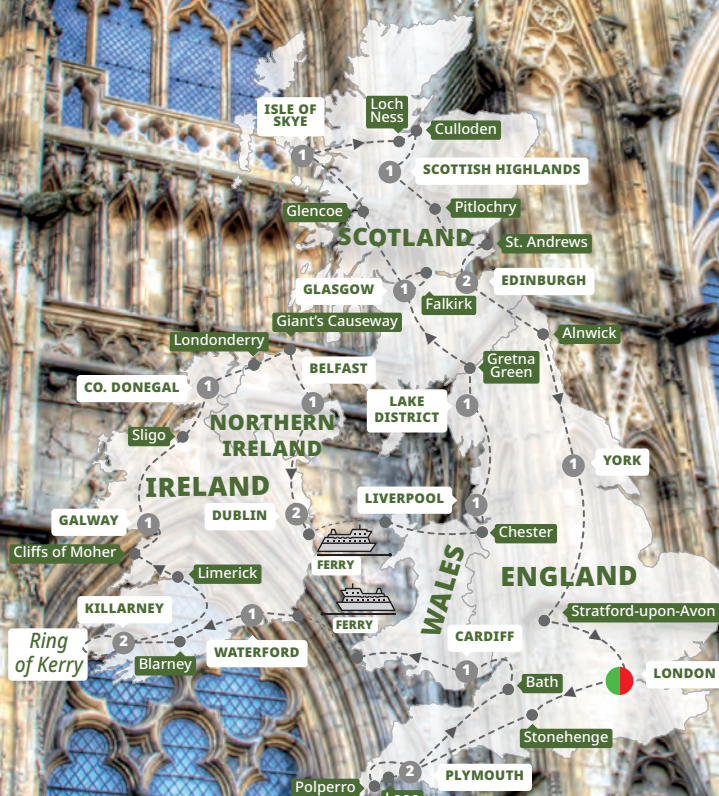 ISLE OF
SKYE
1
Loch
Ness
Culloden
1
SCOTTISH HIGHLANDS
Glencoe
Pitlochry
SCOTLAND
St. Andrews
GLASGOW
1
2
EDINBURGH
Falkirk
Giant's Causeway
Londonderry
Alnwick
BELFAST
Gretna
Green
CO. DONEGAL
1
1
LAKE
DISTRICT
1
NORTHERN
IRELAND
Sligo
YORK
1
IRELAND
LIVERPOOL
1
GALWAY
1
DUBLIN
2
Chester
Cliffs of Moher
FERRY
Limerick
WALES
ENGLAND
KILLARNEY
2
1
FERRY
Stratford-upon-Avon
Ring
of Kerry
Blarney
WATERFORD
CARDIFF
1
LONDON
Bath
Stonehenge
2
PLYMOUTH
Polperro